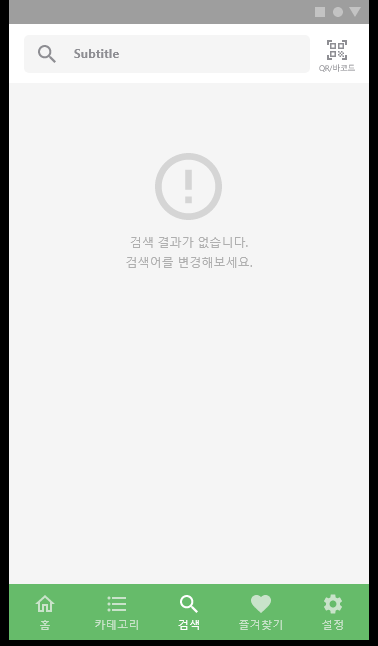 Subtitle
QR/바코드
검색 결과가 없습니다.
검색어를 변경해보세요.
홈
카테고리
검색
즐겨찾기
설정